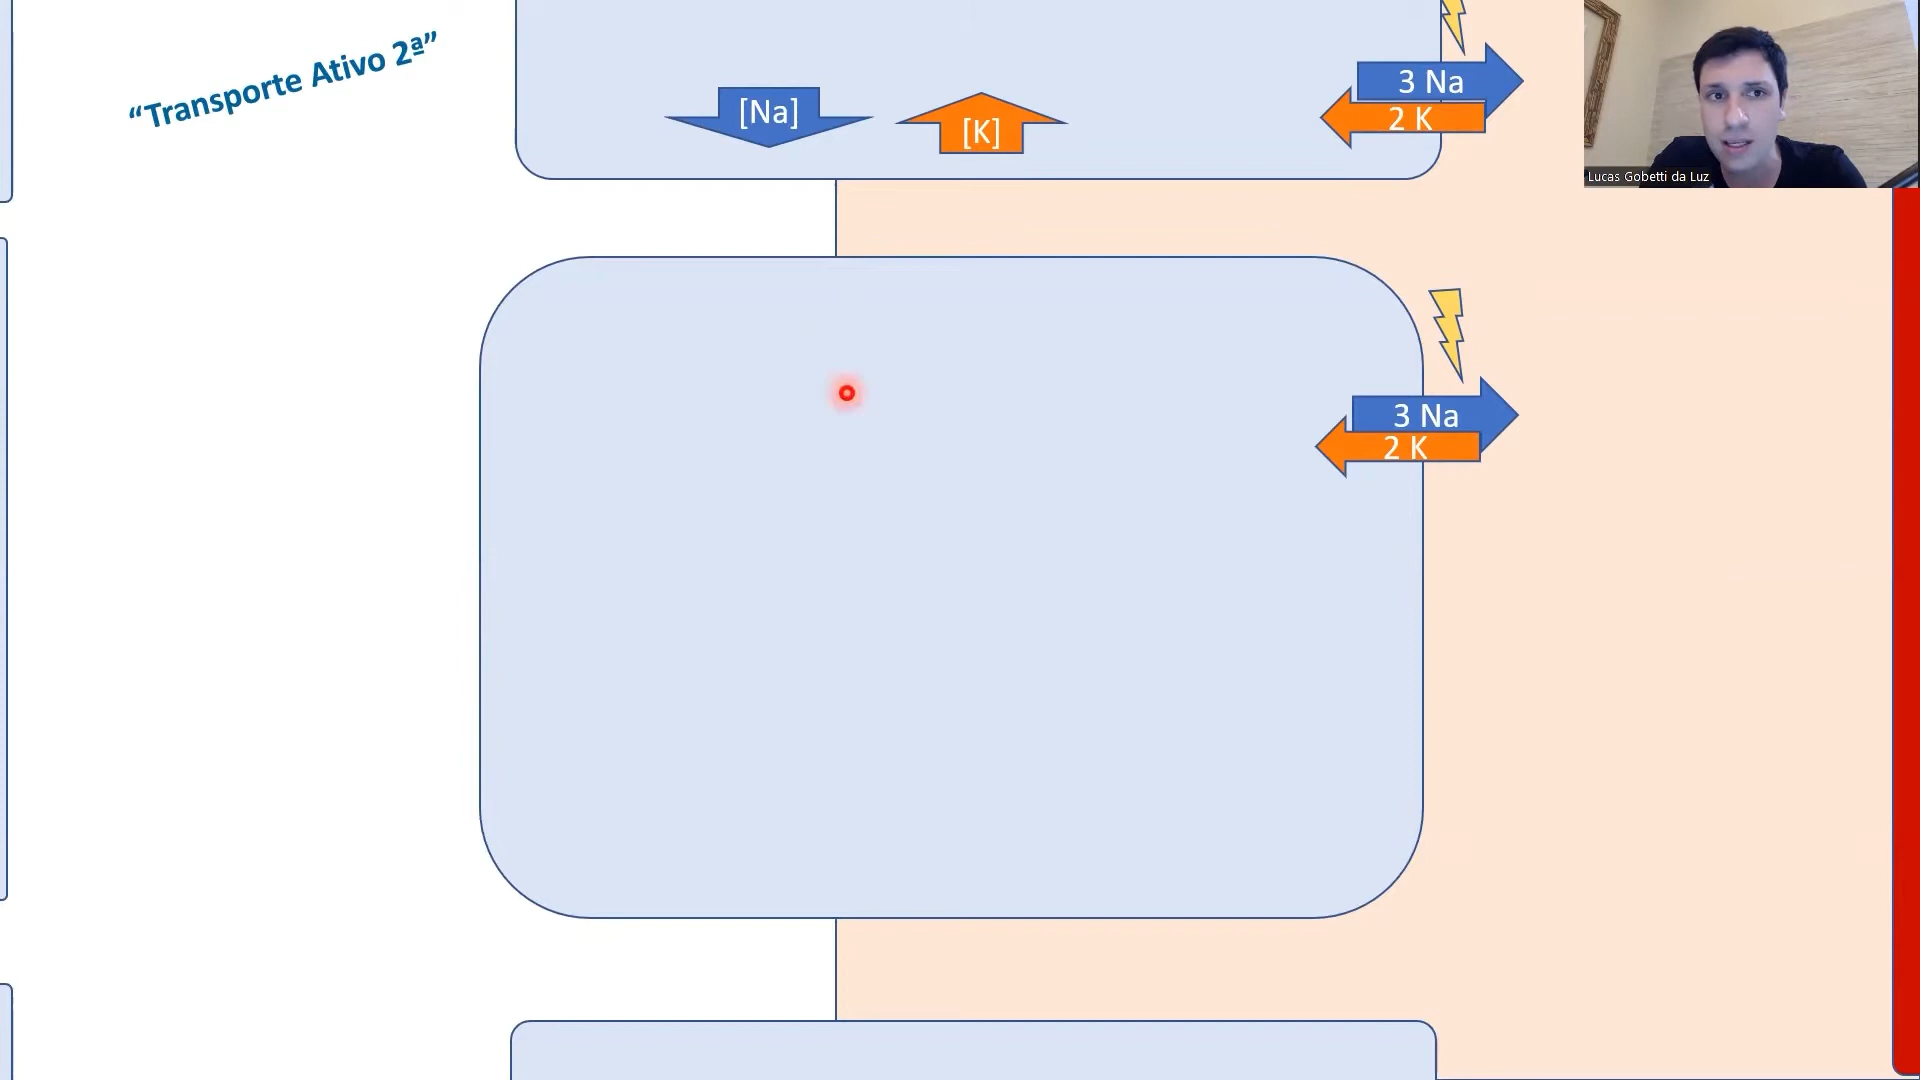 “Transporte Ativo 2ª”
[Na]
[K]
3 Na
2 K
Lucas Gobetti da Luz
3 Na
2 K